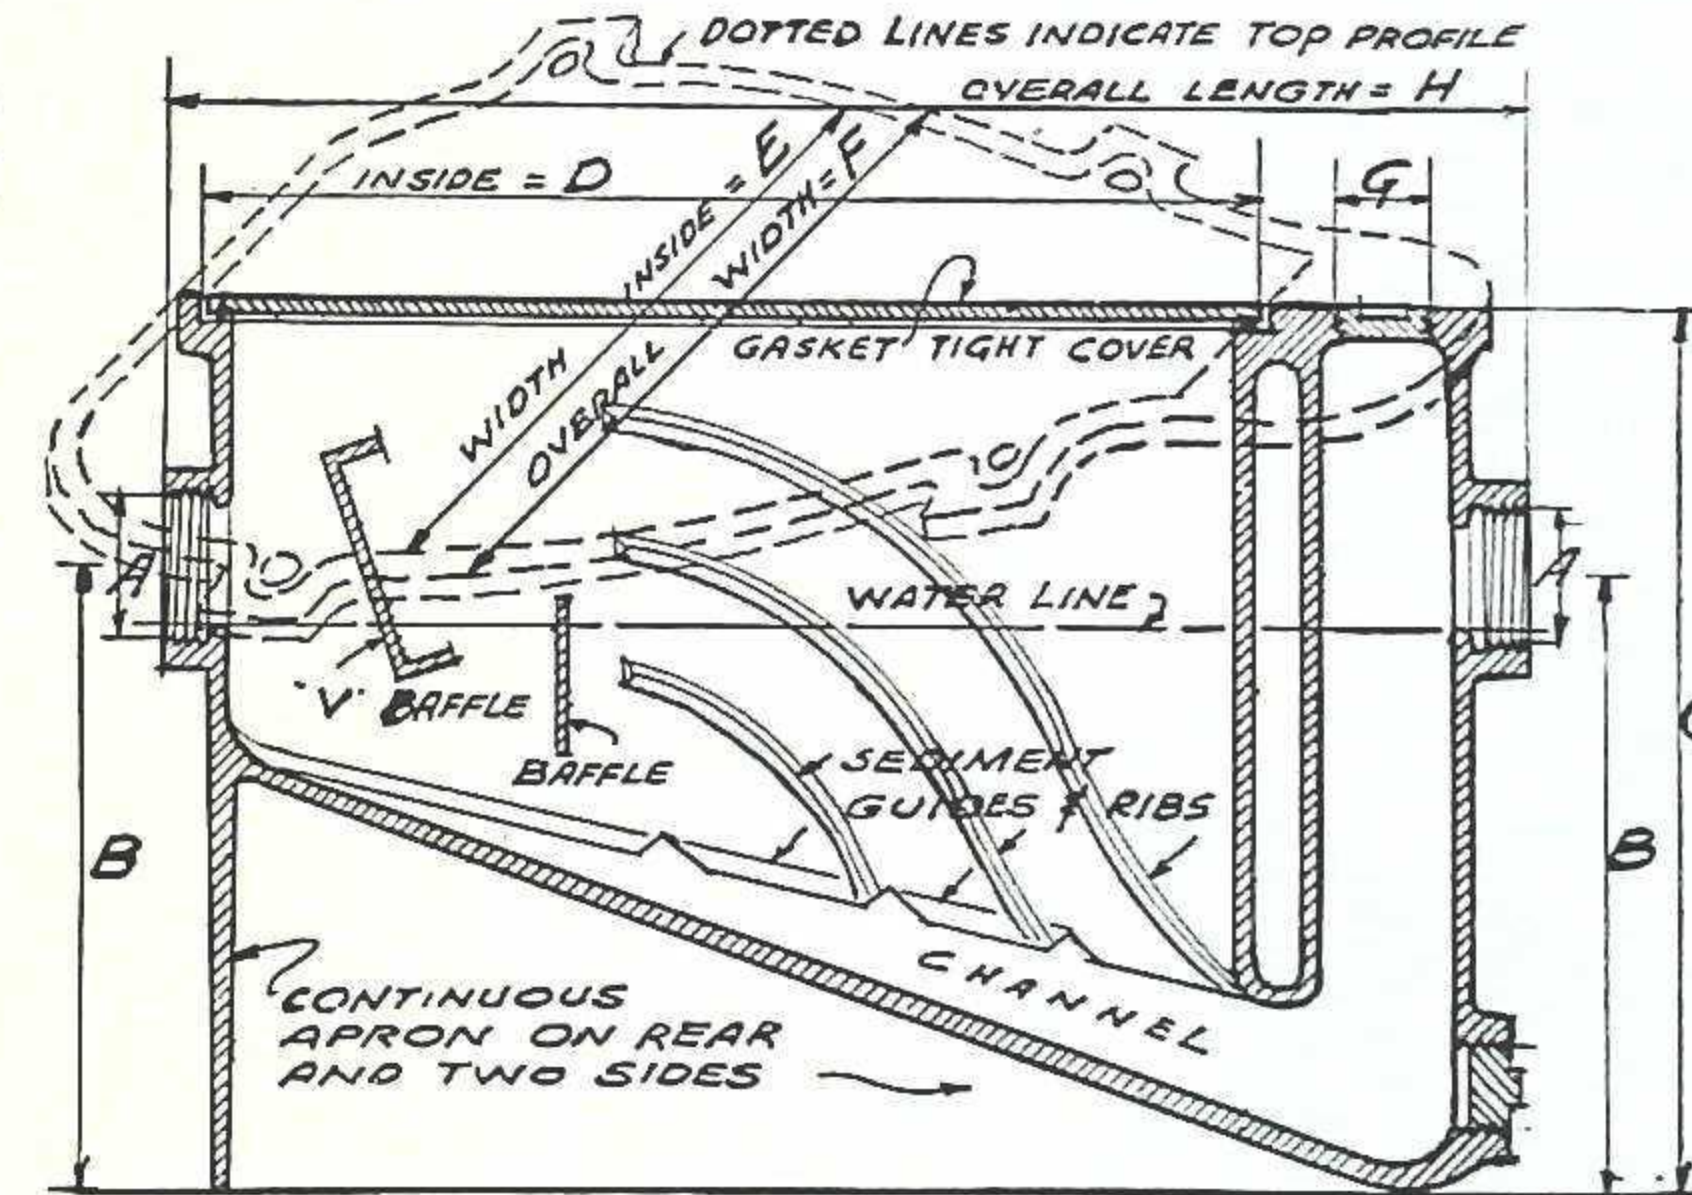 DOTTED LINES INDICATE TOP PROFILE
OVERALL LENGTH = H
INSIDE = D
WIDTH INSIDE = E
OVERALL WIDTH = F
G
GASKET TIGHT COVER
A
WATER LINE
A
"V" BAFFLE
BAFFLE
SEDIMENT
GUIDES & RIBS
B
B
CHANNEL
CONTINUOUS
APRON ON REAR
AND TWO SIDES